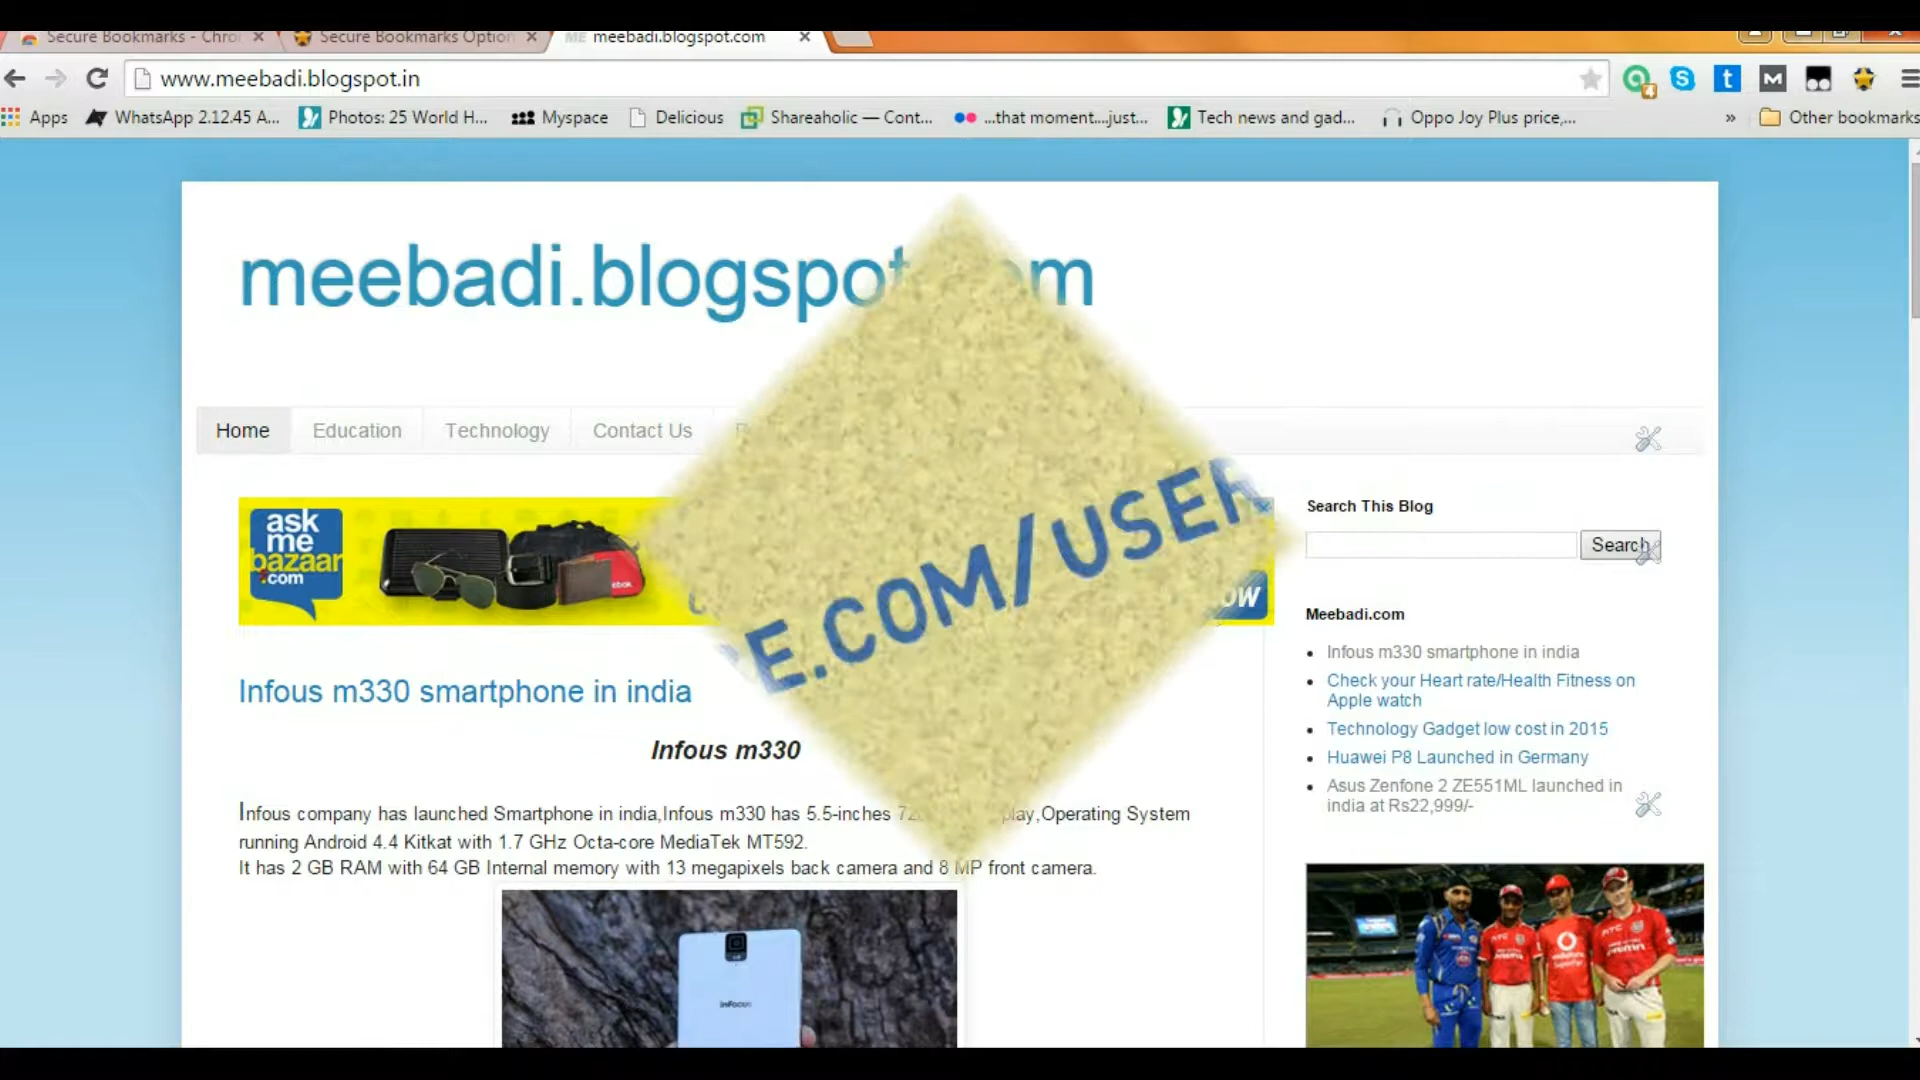 Secure Bookmarks - Chro
Secure Bookmarks Option
meebadi.blogspot.com
www.meebadi.blogspot.in
Apps
WhatsApp 2.12.45 A...
Photos: 25 World H...
Myspace
Delicious
Shareaholic — Cont...
...that moment....just...
Tech news and gad...
Oppo Joy Plus price,...
»
Other bookmarks
meebadi.blogspot.com
Home
Education
Technology
Contact Us
ask
me
bazaar
.com
OW
E.COM/USER
Search This Blog
Search
Meebadi.com
Infous m330 smartphone in india
Check your Heart rate/Health Fitness on
Apple watch
Technology Gadget low cost in 2015
Huawei P8 Launched in Germany
Asus Zenfone 2 ZE551ML launched in
india at Rs22,999/-
Infous m330 smartphone in india
Infous m330
Infous company has launched Smartphone in india,Infous m330 has 5.5-inches play,Operating System
running Android 4.4 Kitkat with 1.7 GHz Octa-core MediaTek MT592.
It has 2 GB RAM with 64 GB Internal memory with 13 megapixels back camera and 8 MP front camera.
InFocus